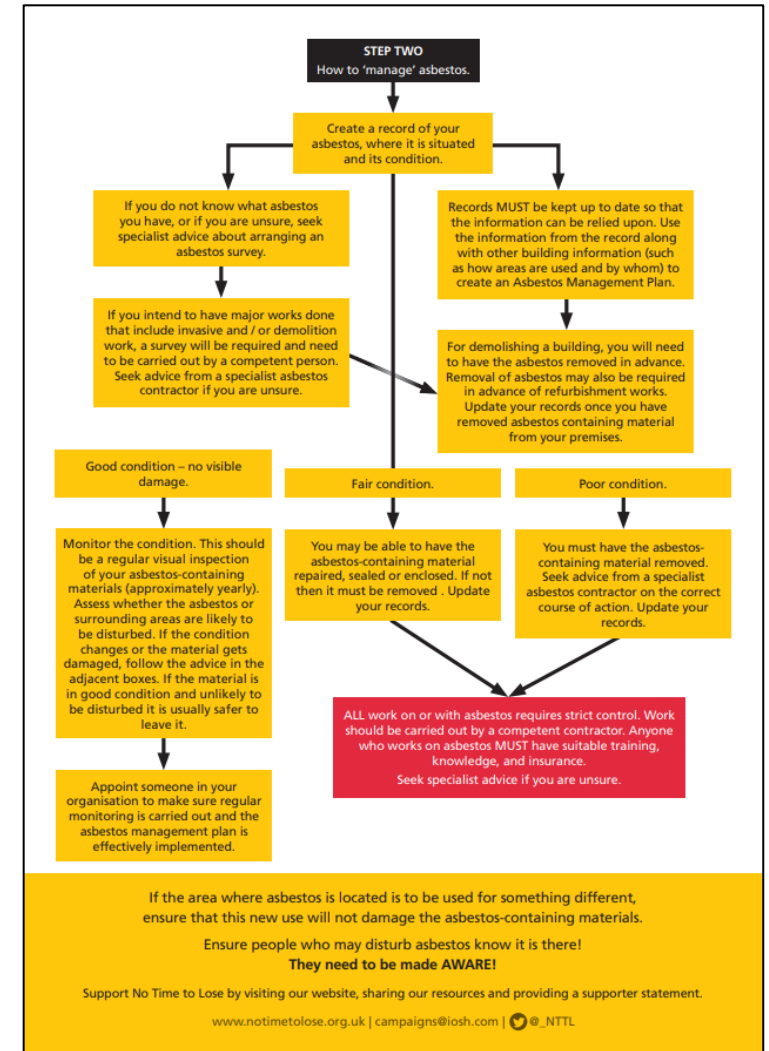 STEP TWO
How to ‘manage’ asbestos.
Create a record of your
asbestos, where it is situated
and its condition.
If you do not know what asbestos
you have, or if you are unsure, seek
specialist advice about arranging an
asbestos survey.
Records MUST be kept up to date so that
the information can be relied upon. Use
the information from the record along
with other building information (such
as how areas are used and by whom) to
create an Asbestos Management Plan.
If you intend to have major works done
that include invasive and / or demolition
work, a survey will be required and need
to be carried out by a competent person.
Seek advice from a specialist asbestos
contractor if you are unsure.
For demolishing a building, you will need
to have the asbestos removed in advance.
Removal of asbestos may also be required
in advance of refurbishment works.
Update your records once you have
removed asbestos containing material
from your premises.
Good condition – no visible
damage.
Fair condition.
Poor condition.
Monitor the condition. This should
be a regular visual inspection
of your asbestos-containing
materials (approximately yearly).
Assess whether the asbestos or
surrounding areas are likely to
be disturbed. If the condition
changes or the material gets
damaged, follow the advice in the
adjacent boxes. If the material is
in good condition and unlikely to
be disturbed it is usually safer to
leave it.
You may be able to have the
asbestos-containing material
repaired, sealed or enclosed. If not
then it must be removed . Update
your records.
You must have the asbestos-
containing material removed.
Seek advice from a specialist
asbestos contractor on the correct
course of action. Update your
records.
ALL work on or with asbestos requires strict control. Work
should be carried out by a competent contractor. Anyone
who works on asbestos MUST have suitable training,
knowledge, and insurance.
Seek specialist advice if you are unsure.
Appoint someone in your
organisation to make sure regular
monitoring is carried out and the
asbestos management plan is
effectively implemented.
If the area where asbestos is located is to be used for something different,
ensure that this new use will not damage the asbestos-containing materials.
Ensure people who may disturb asbestos know it is there!
They need to be made AWARE!
Support No Time to Lose by visiting our website, sharing our resources and providing a supporter statement.
www.notimetolose.org.uk | campaigns@iosh.com | @_NTTL